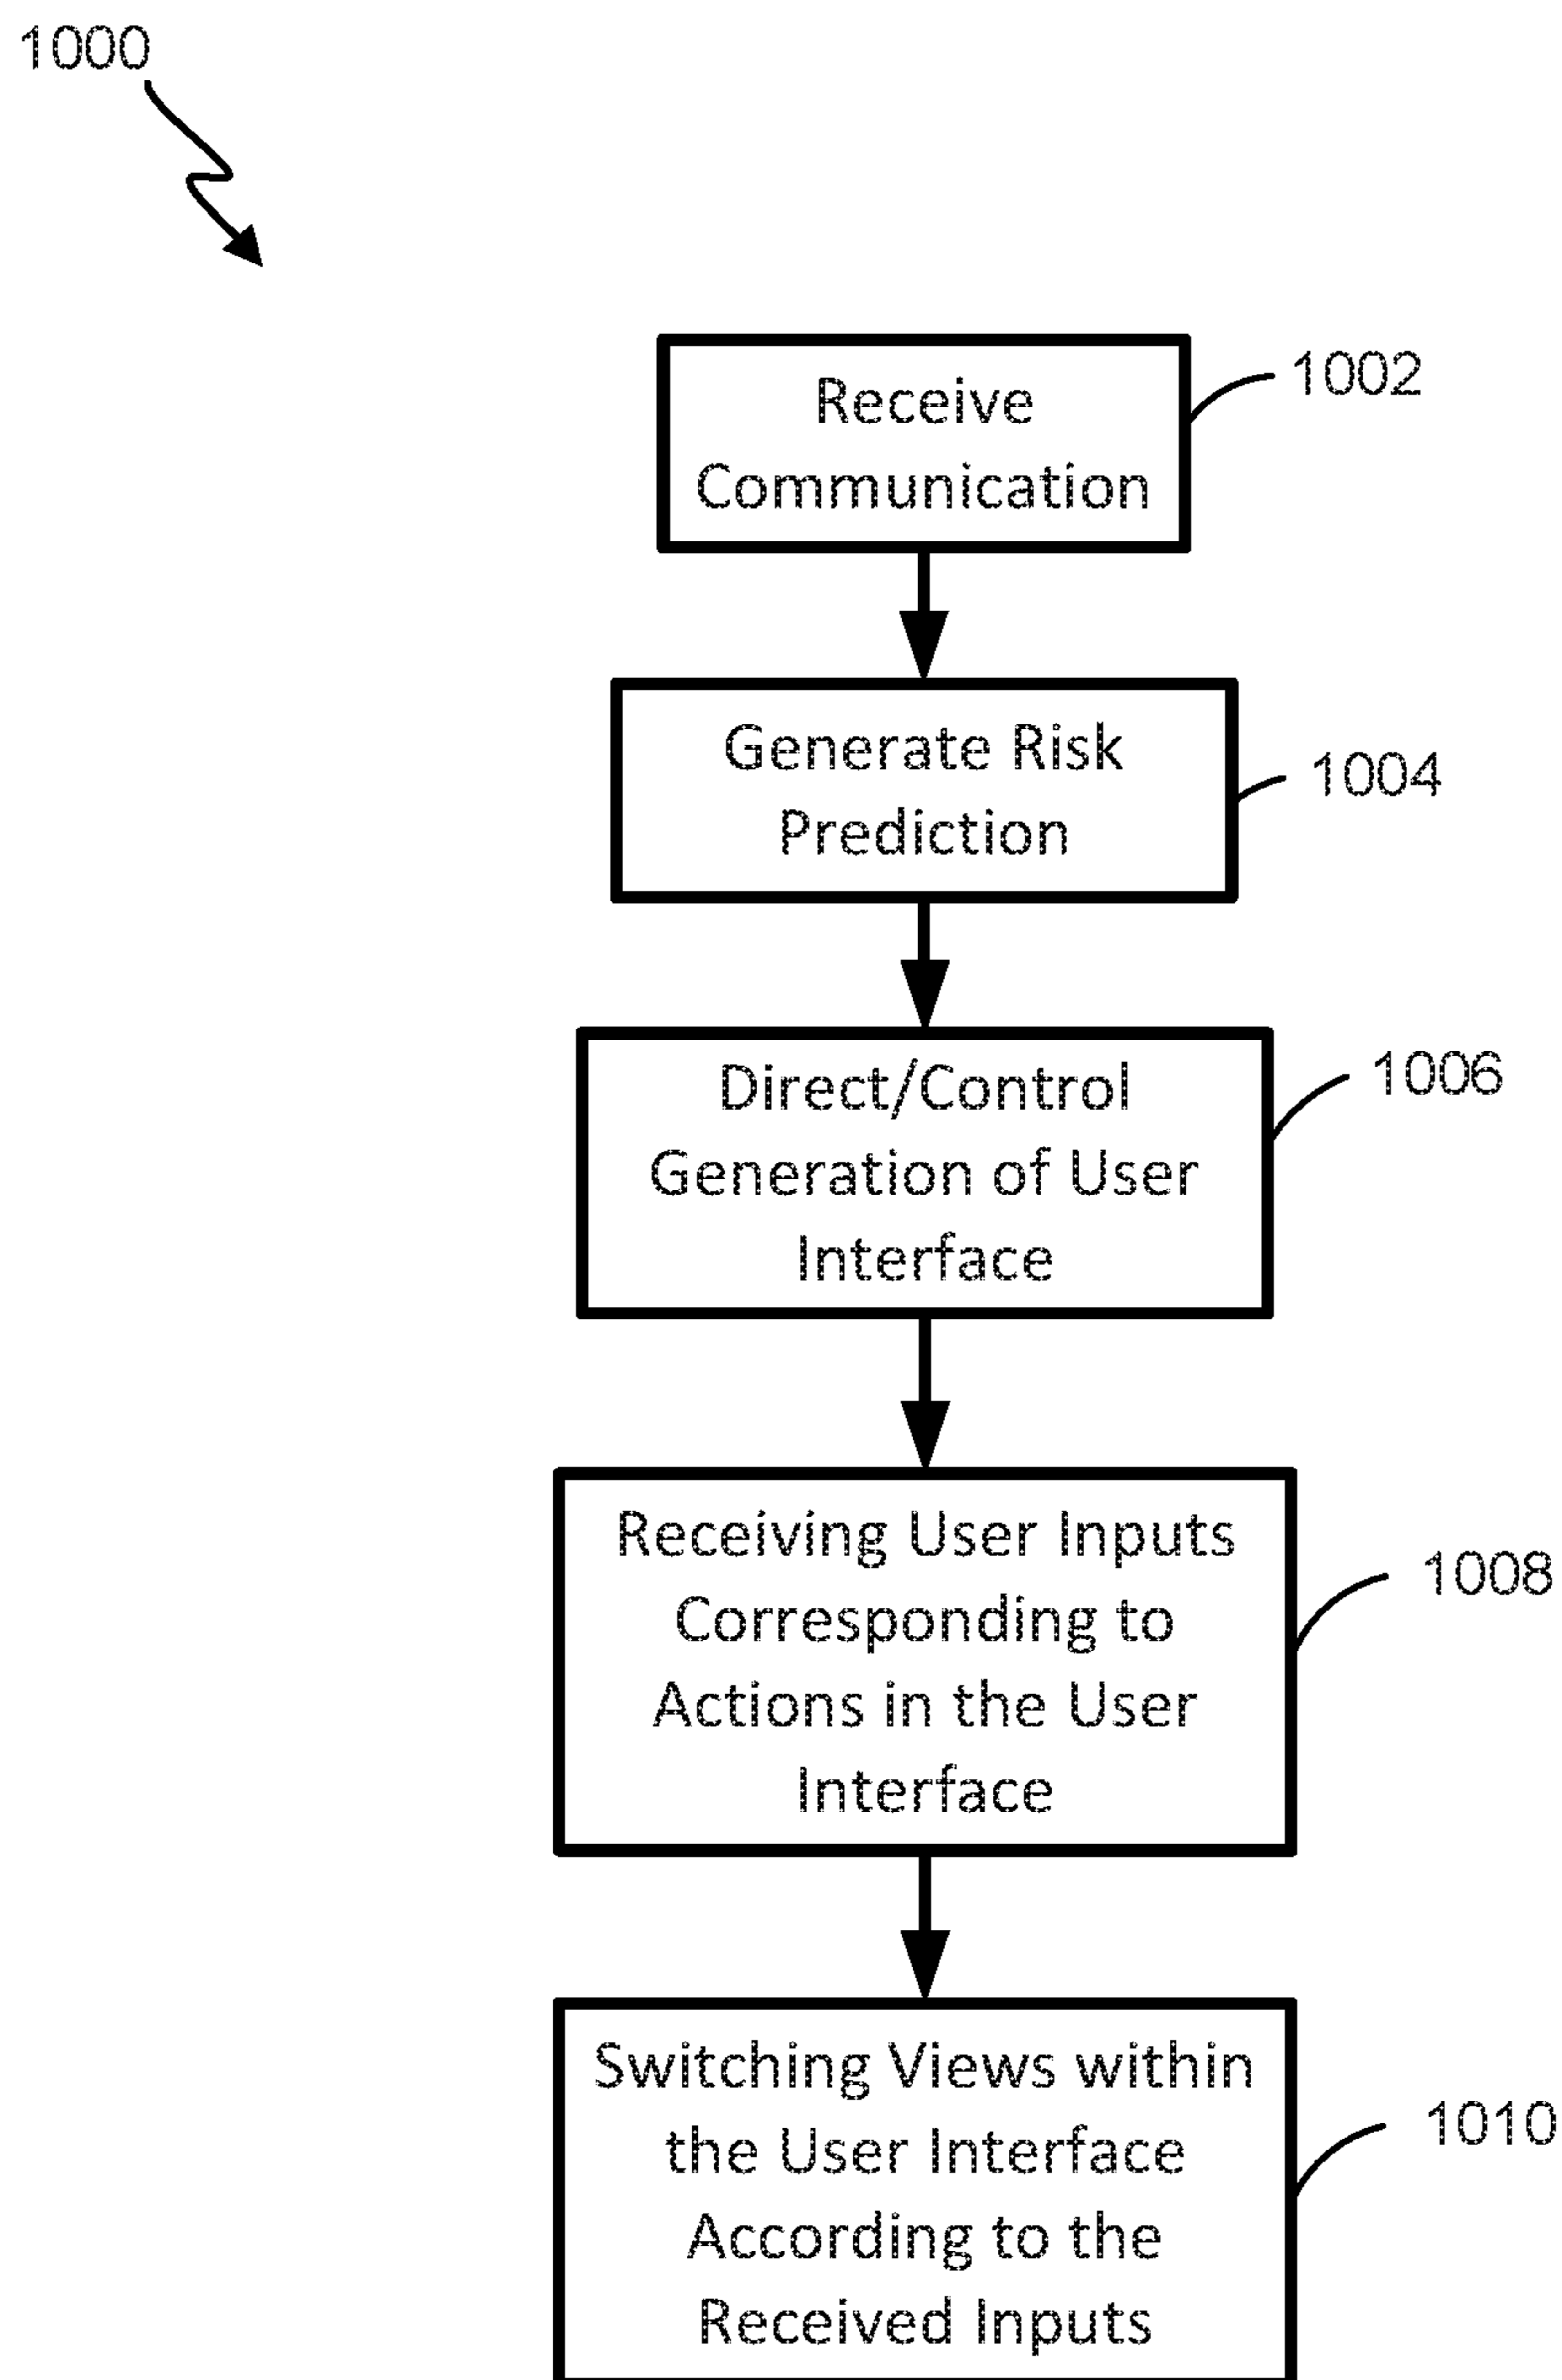 1000
Receive
Communication
1002
Generate Risk
Prediction
1004
Direct/Control
Generation of User
Interface
1006
Receiving User Inputs
Corresponding to
Actions in the User
Interface
1008
Switching Views within
the User Interface
According to the
Received Inputs
1010